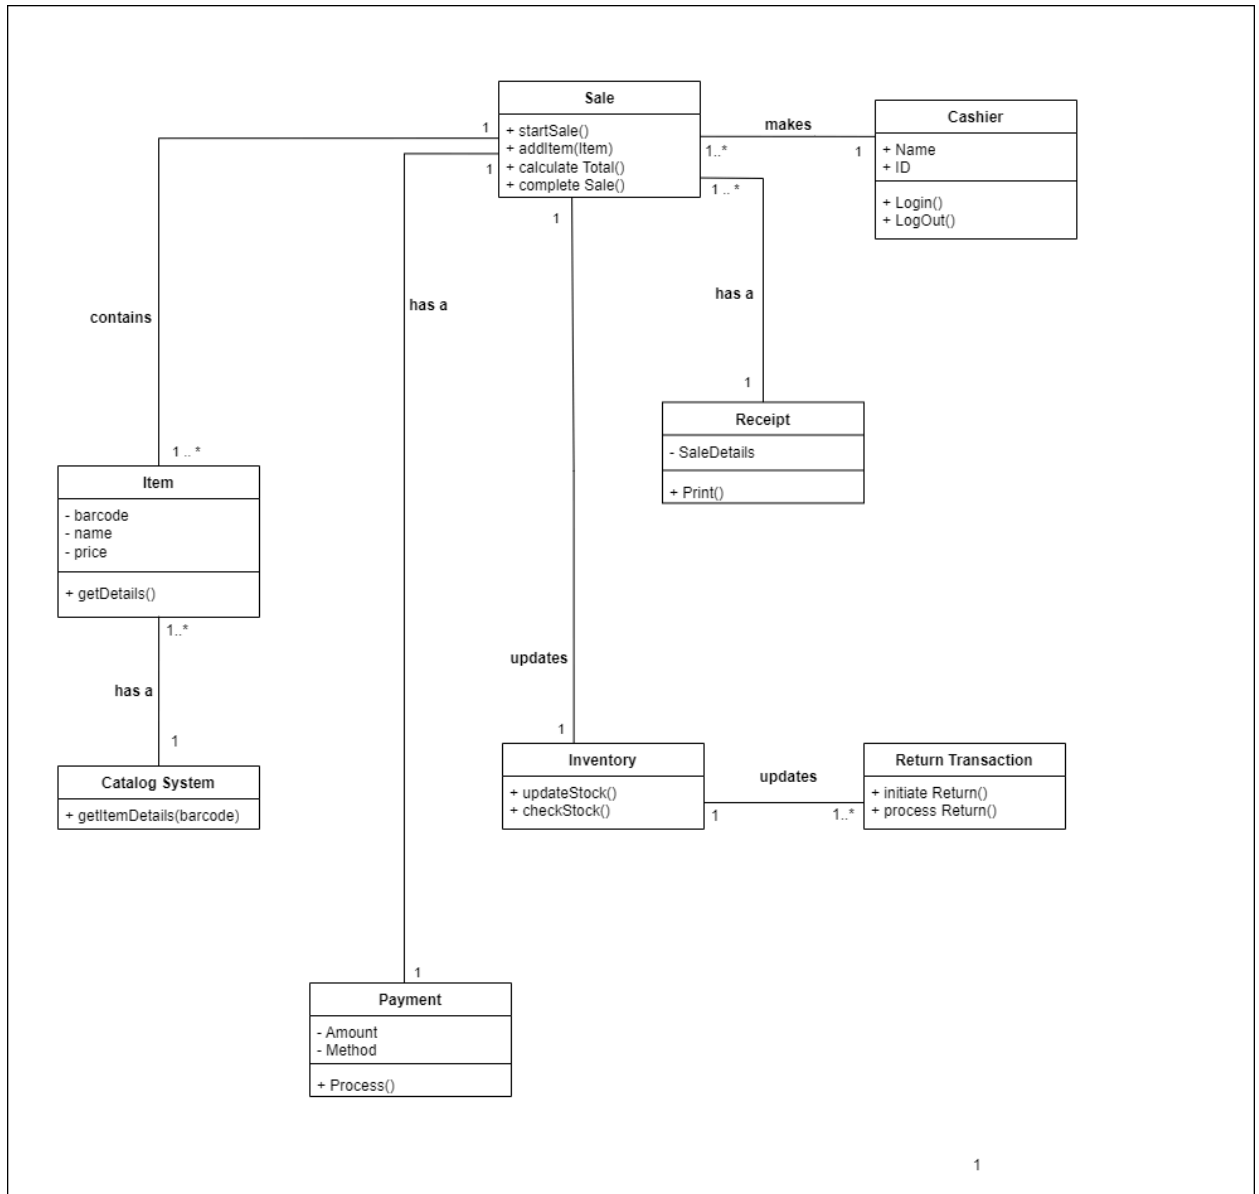 Sale
+ startSale()
+ addItem(Item)
+ calculate Total()
+ complete Sale()
1
1
1
1..*
1 .. *
makes
1
Cashier
+ Name
+ ID
+ Login()
+ LogOut()
contains
has a
has a
1
Receipt
- SaleDetails
+ Print()
1 .. *
Item
- barcode
- name
- price
+ getDetails()
1..*
has a
1
Catalog System
+ getItemDetails(barcode)
updates
1
Inventory
+ updateStock()
+ checkStock()
updates
1
1..*
Return Transaction
+ initiate Return()
+ process Return()
1
Payment
- Amount
- Method
+ Process()
1